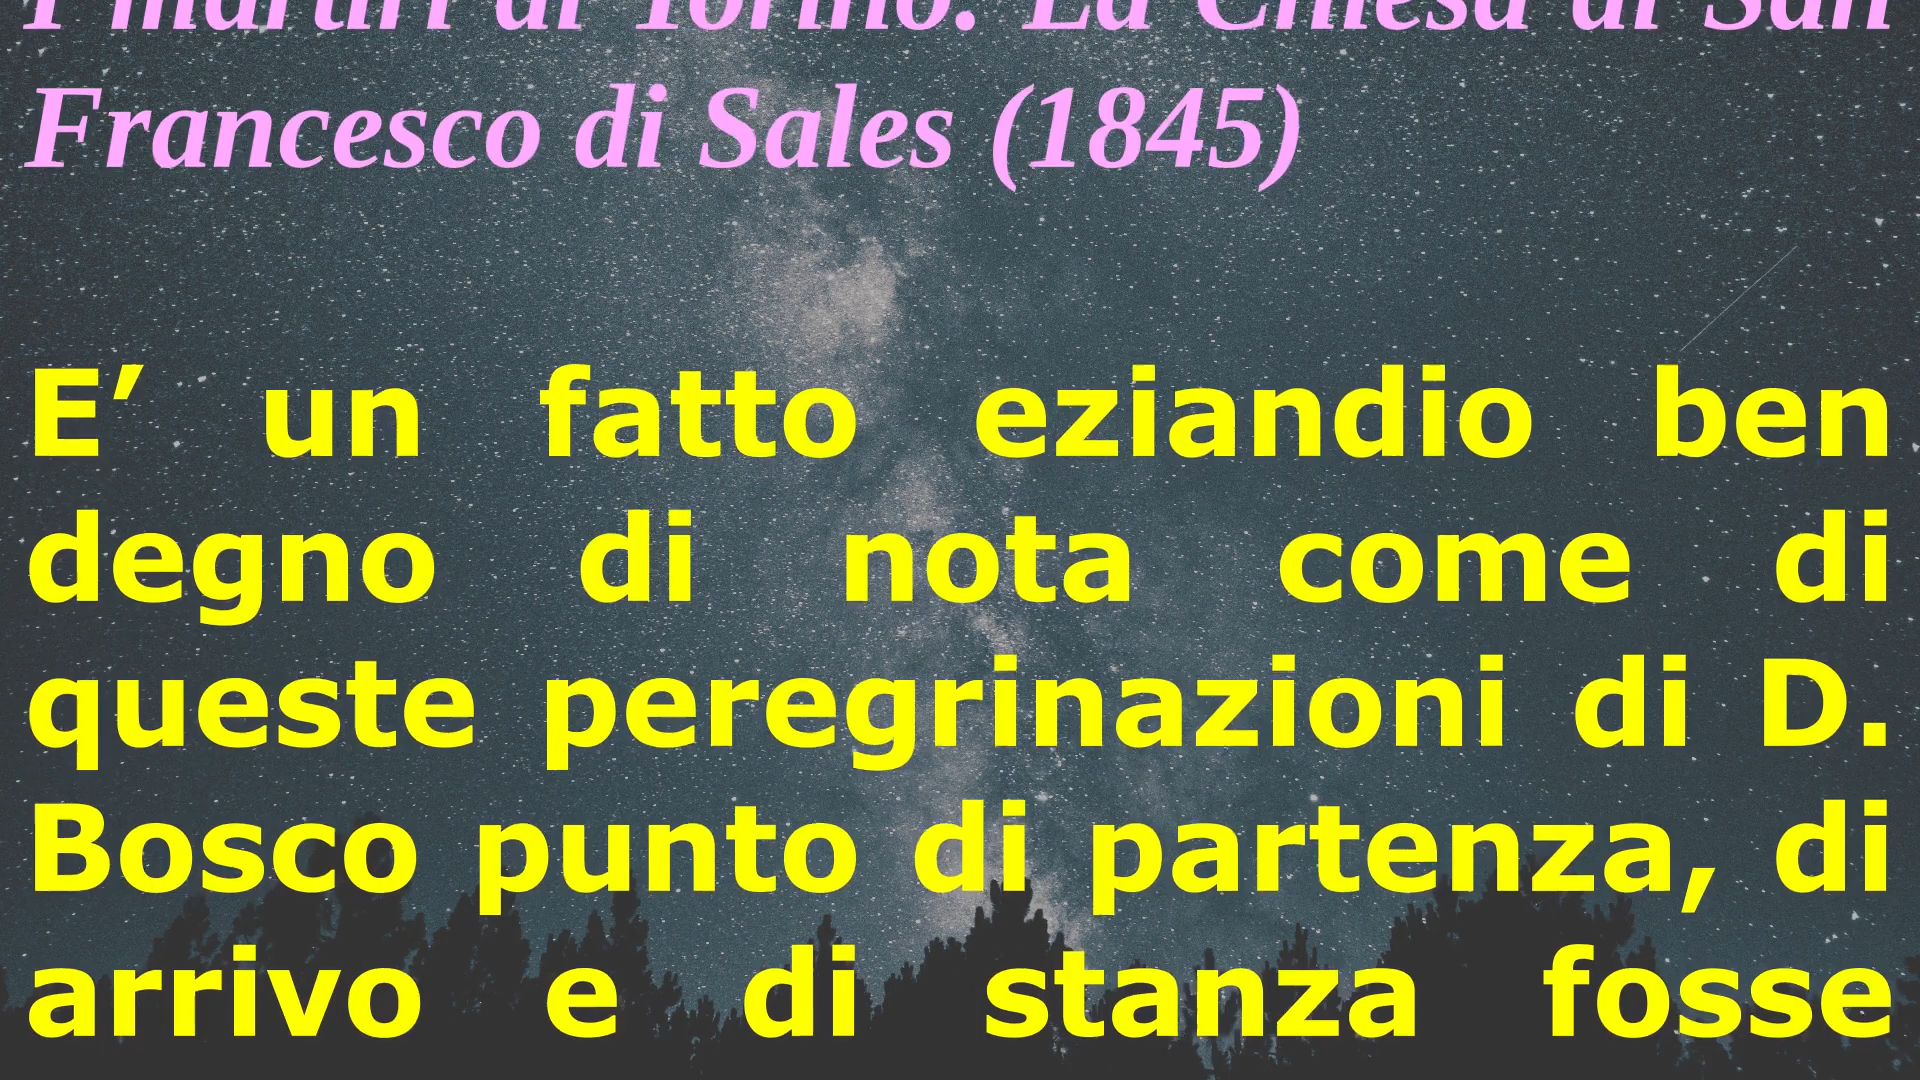 I martiri di Torino. La Chiesa di San
Francesco di Sales (1845)
E’ un fatto eziandio ben
degno di nota come di
queste peregrinazioni di D.
Bosco punto di partenza, di
arrivo e di stanza fosse